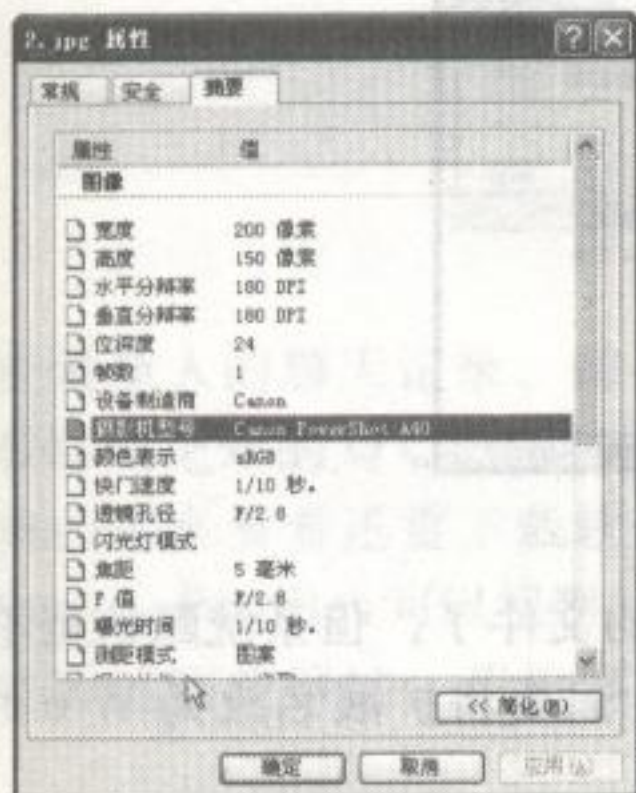 2.jpg 属性
常规 安全 摘要
属性 值
图像
宽度 200 像素
高度 150 像素
水平分辨率 180 DPI
垂直分辨率 180 DPI
位深度 24
帧数 1
设备制造商 Canon
照影机型号 Canon PowerShot A40
颜色表示 sRGB
快门速度 1/10 秒。
透镜孔径 F/2.8
闪光灯模式
焦距 5 毫米
F 值 F/2.8
曝光时间 1/10 秒。
测距模式 图案
<< 简化(M)
确定 取消 应用(A)